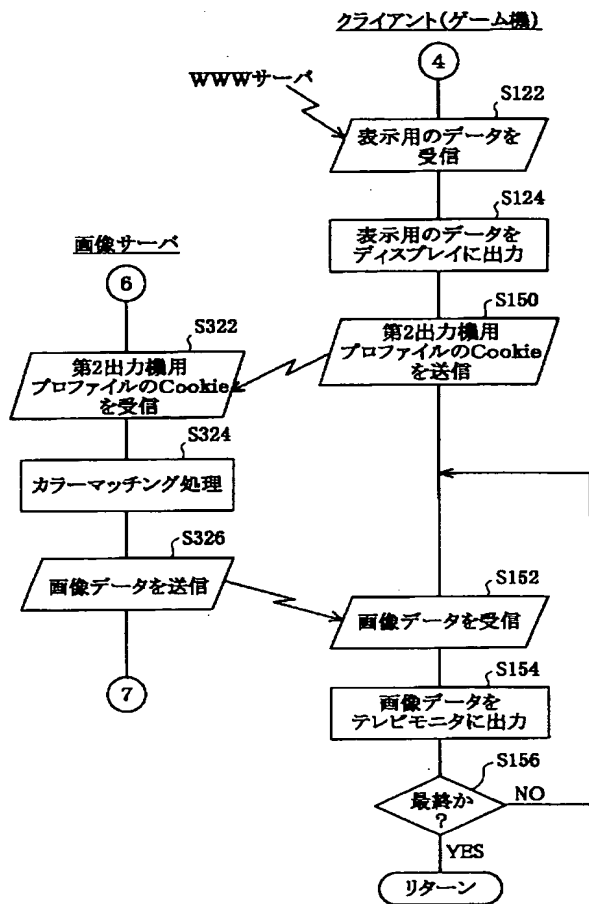 クライアント(ゲーム機)
4
WWWサーバ
S122
表示用のデータを
受信
S124
表示用のデータを
ディスプレイに出力
S150
第2出力機用
プロファイルのCookie
を送信
画像サーバ
6
S322
第2出力機用
プロファイルのCookie
を受信
S324
カラーマッチング処理
S326
画像データを送信
7
S152
画像データを受信
S154
画像データを
テレビモニタに出力
S156
最終か
?
NO
YES
リターン